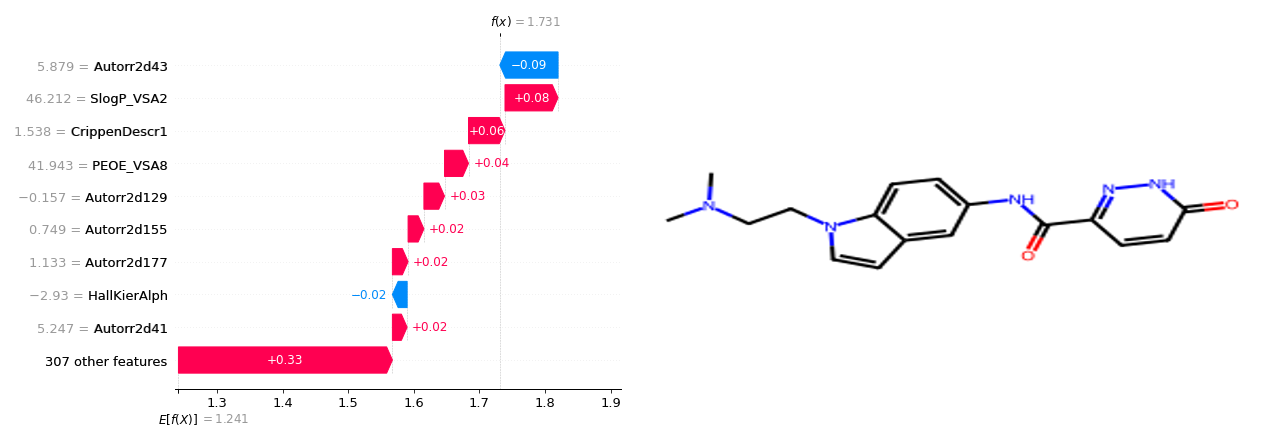 f(x) = 1.731
5.879 = Autorr2d43
−0.09
46.212 = SlogP_VSA2
+0.08
1.538 = CrippenDescr1
+0.06
41.943 = PEOE_VSA8
+0.04
−0.157 = Autorr2d129
+0.03
0.749 = Autorr2d155
+0.02
1.133 = Autorr2d177
+0.02
−2.93 = HallKierAlph
−0.02
5.247 = Autorr2d41
+0.02
307 other features
+0.33
1.3 1.4 1.5 1.6 1.7 1.8 1.9
E[f(X)] = 1.241
N
N
NH
O
N
NH
O